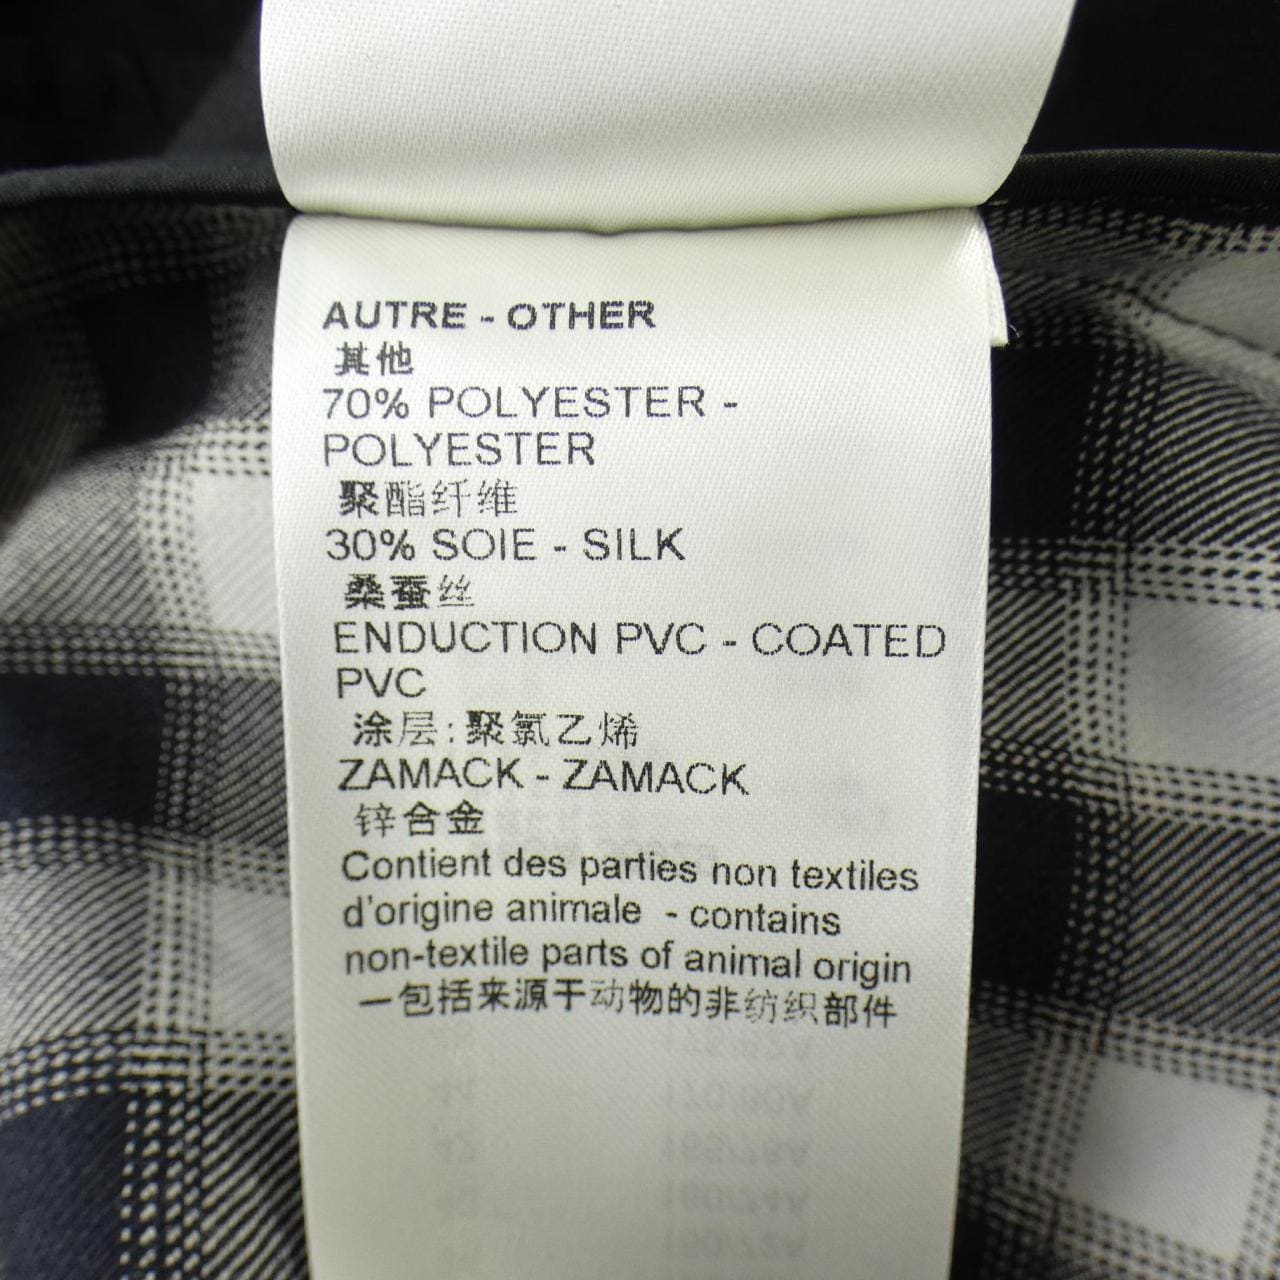 AUTRE - OTHER
其他
70% POLYESTER -
POLYESTER
聚酯纤维
30% SOIE - SILK
桑蚕丝
ENDUCTION PVC - COATED
PVC
涂层:聚氯乙烯
ZAMACK - ZAMACK
锌合金
Contient des parties non textiles
d'origine animale - contains
non-textile parts of animal origin
一包括来源于动物的非纺织部件